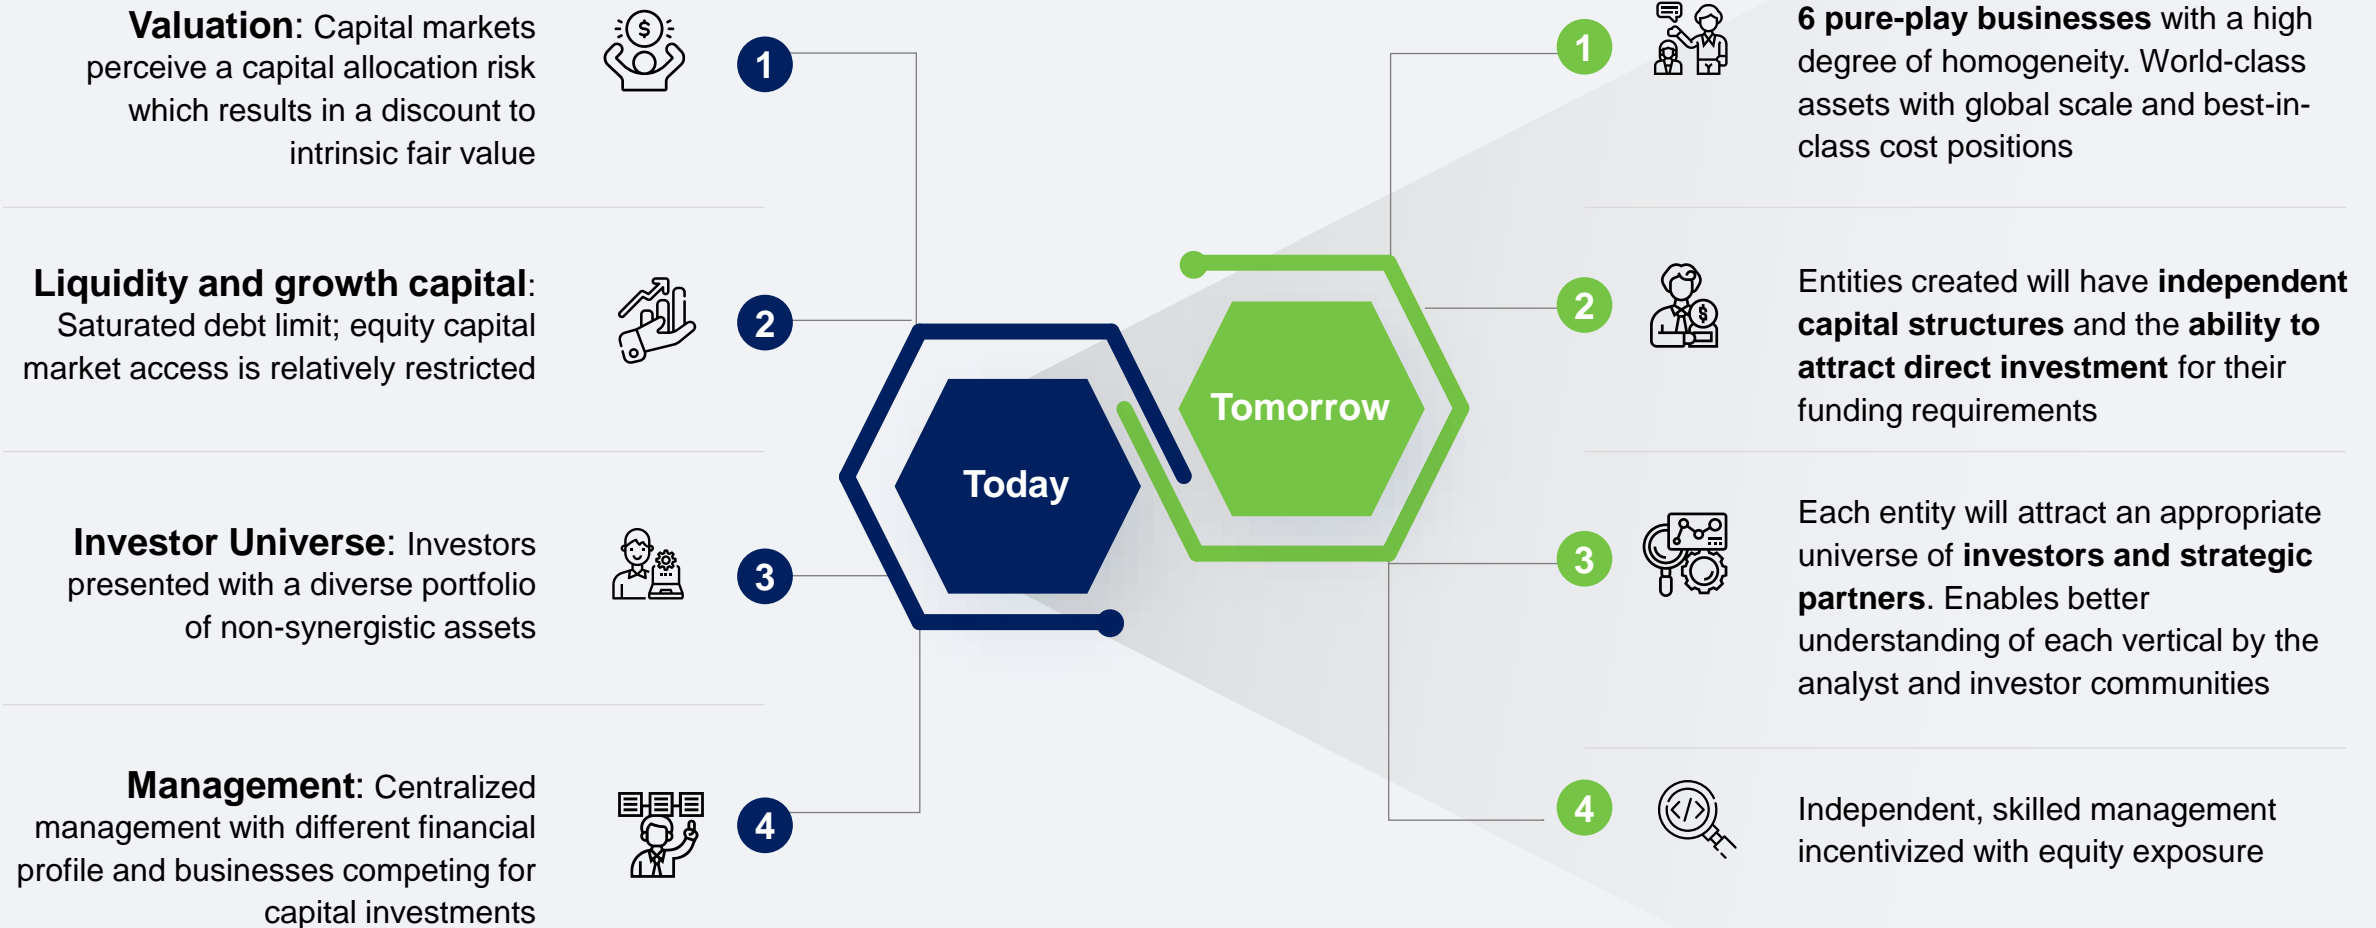 Valuation: Capital markets
perceive a capital allocation risk
which results in a discount to
intrinsic fair value
1
Liquidity and growth capital:
Saturated debt limit; equity capital
market access is relatively restricted
2
Investor Universe: Investors
presented with a diverse portfolio
of non-synergistic assets
3
Management: Centralized
management with different financial
profile and businesses competing for
capital investments
4
Today
Tomorrow
1
6 pure-play businesses with a high
degree of homogeneity. World-class
assets with global scale and best-in-
class cost positions
2
Entities created will have independent
capital structures and the ability to
attract direct investment for their
funding requirements
3
Each entity will attract an appropriate
universe of investors and strategic
partners. Enables better
understanding of each vertical by the
analyst and investor communities
4
Independent, skilled management
incentivized with equity exposure